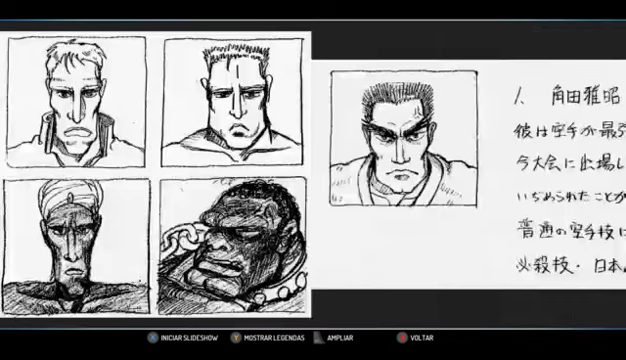 1. 角田雅昭
彼は空手が最強
今大会に出場し
いぢめられたことが
普通の空手技は
必殺技・日本
INICIAR SLIDESHOW
MOSTRAR LEGENDAS
AMPLIAR
VOLTAR